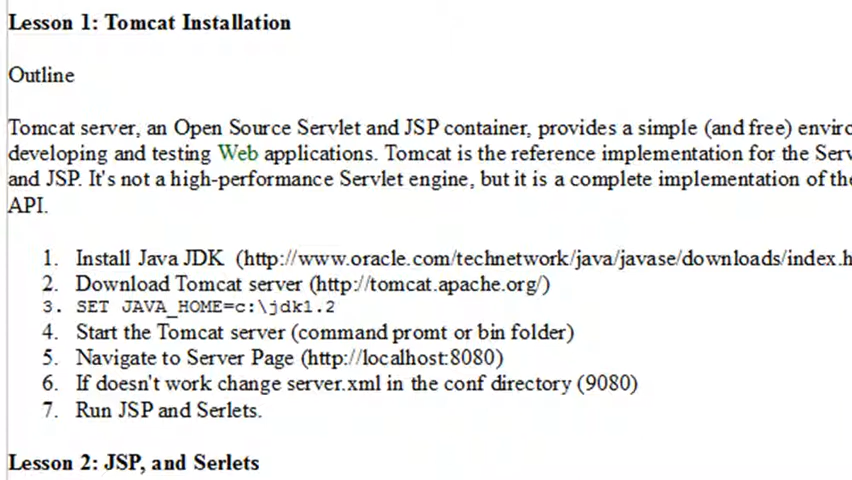 Lesson 1: Tomcat Installation
Outline
Tomcat server, an Open Source Servlet and JSP container, provides a simple (and free)
developing and testing Web applications. Tomcat is the reference implementation for the
and JSP. It's not a high-performance Servlet engine, but it is a complete implementation of
API.
1. Install Java JDK (http://www.oracle.com/technetwork/java/javase/downloads/index.h
2. Download Tomcat server (http://tomcat.apache.org/)
3. SET JAVA_HOME=c:\jdk1.2
4. Start the Tomcat server (command promt or bin folder)
5. Navigate to Server Page (http://localhost:8080)
6. If doesn't work change server.xml in the conf directory (9080)
7. Run JSP and Serlets.
Lesson 2: JSP, and Serlets